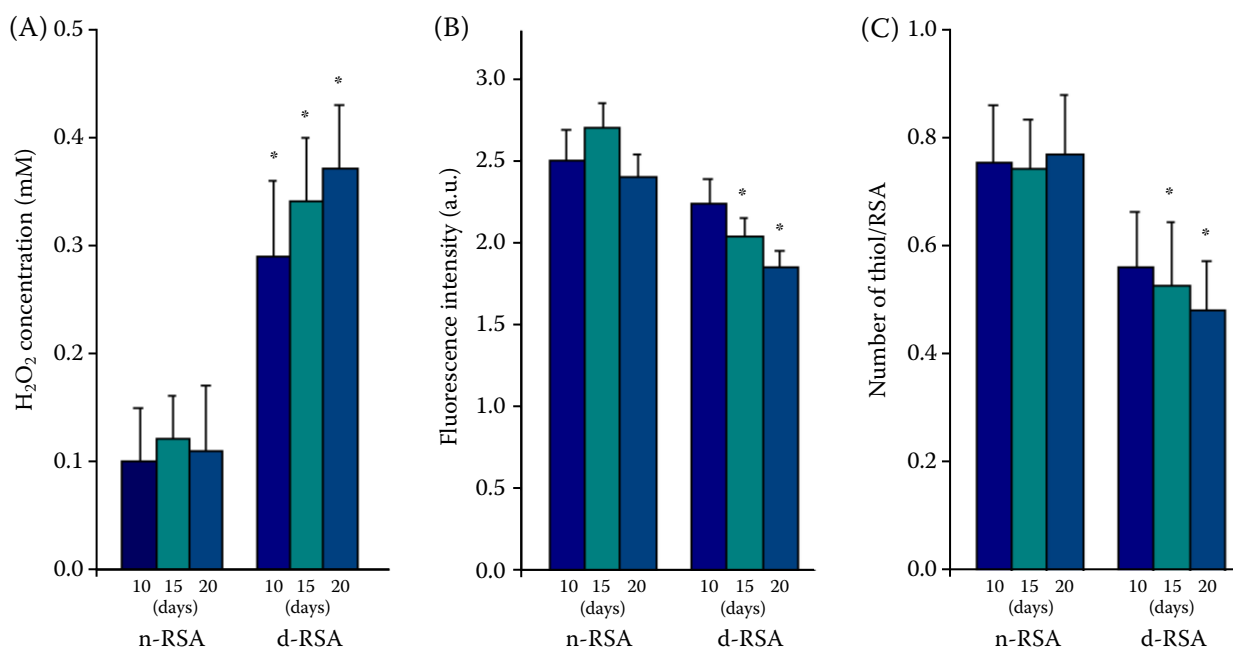 (A)
H₂O₂ concentration (mM)
0.5
0.4
0.3
0.2
0.1
0.0
* * *
10 15 20 10 15 20
(days) (days)
n-RSA d-RSA
(B)
Fluorescence intensity (a.u.)
3.0
2.5
2.0
1.5
1.0
0.5
0.0
* *
10 15 20 10 15 20
(days) (days)
n-RSA d-RSA
(C)
Number of thiol/RSA
1.0
0.8
0.6
0.4
0.2
0.0
* *
10 15 20 10 15 20
(days) (days)
n-RSA d-RSA